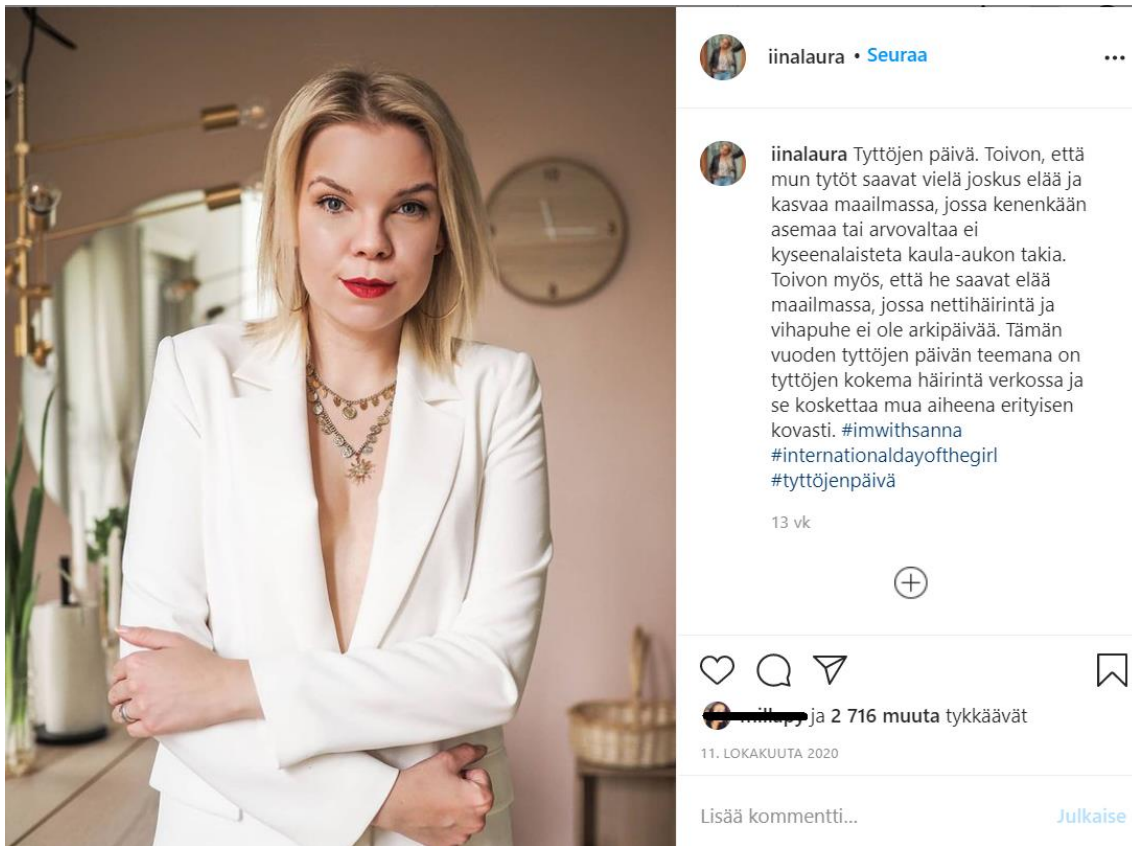 iinalaura • Seuraa
iinalaura Tyttöjen päivä. Toivon, että
mun tytöt saavat vielä joskus elää ja
kasvaa maailmassa, jossa kenenkään
asemaa tai arvovaltaa ei
kyseenalaisteta kaula-aukon takia.
Toivon myös, että he saavat elää
maailmassa, jossa nettihäirintä ja
vihapuhe ei ole arkipäivää. Tämän
vuoden tyttöjen päivän teemana on
tyttöjen kokema häirintä verkossa ja
se koskettaa mua aiheena erityisen
kovasti. #imwithsanna
#internationaldayofthegirl
#tyttöjenpäivä
13 vk
ja 2 716 muuta tykkäävät
11. LOKAKUUTA 2020
Lisää kommentti... Julkaise